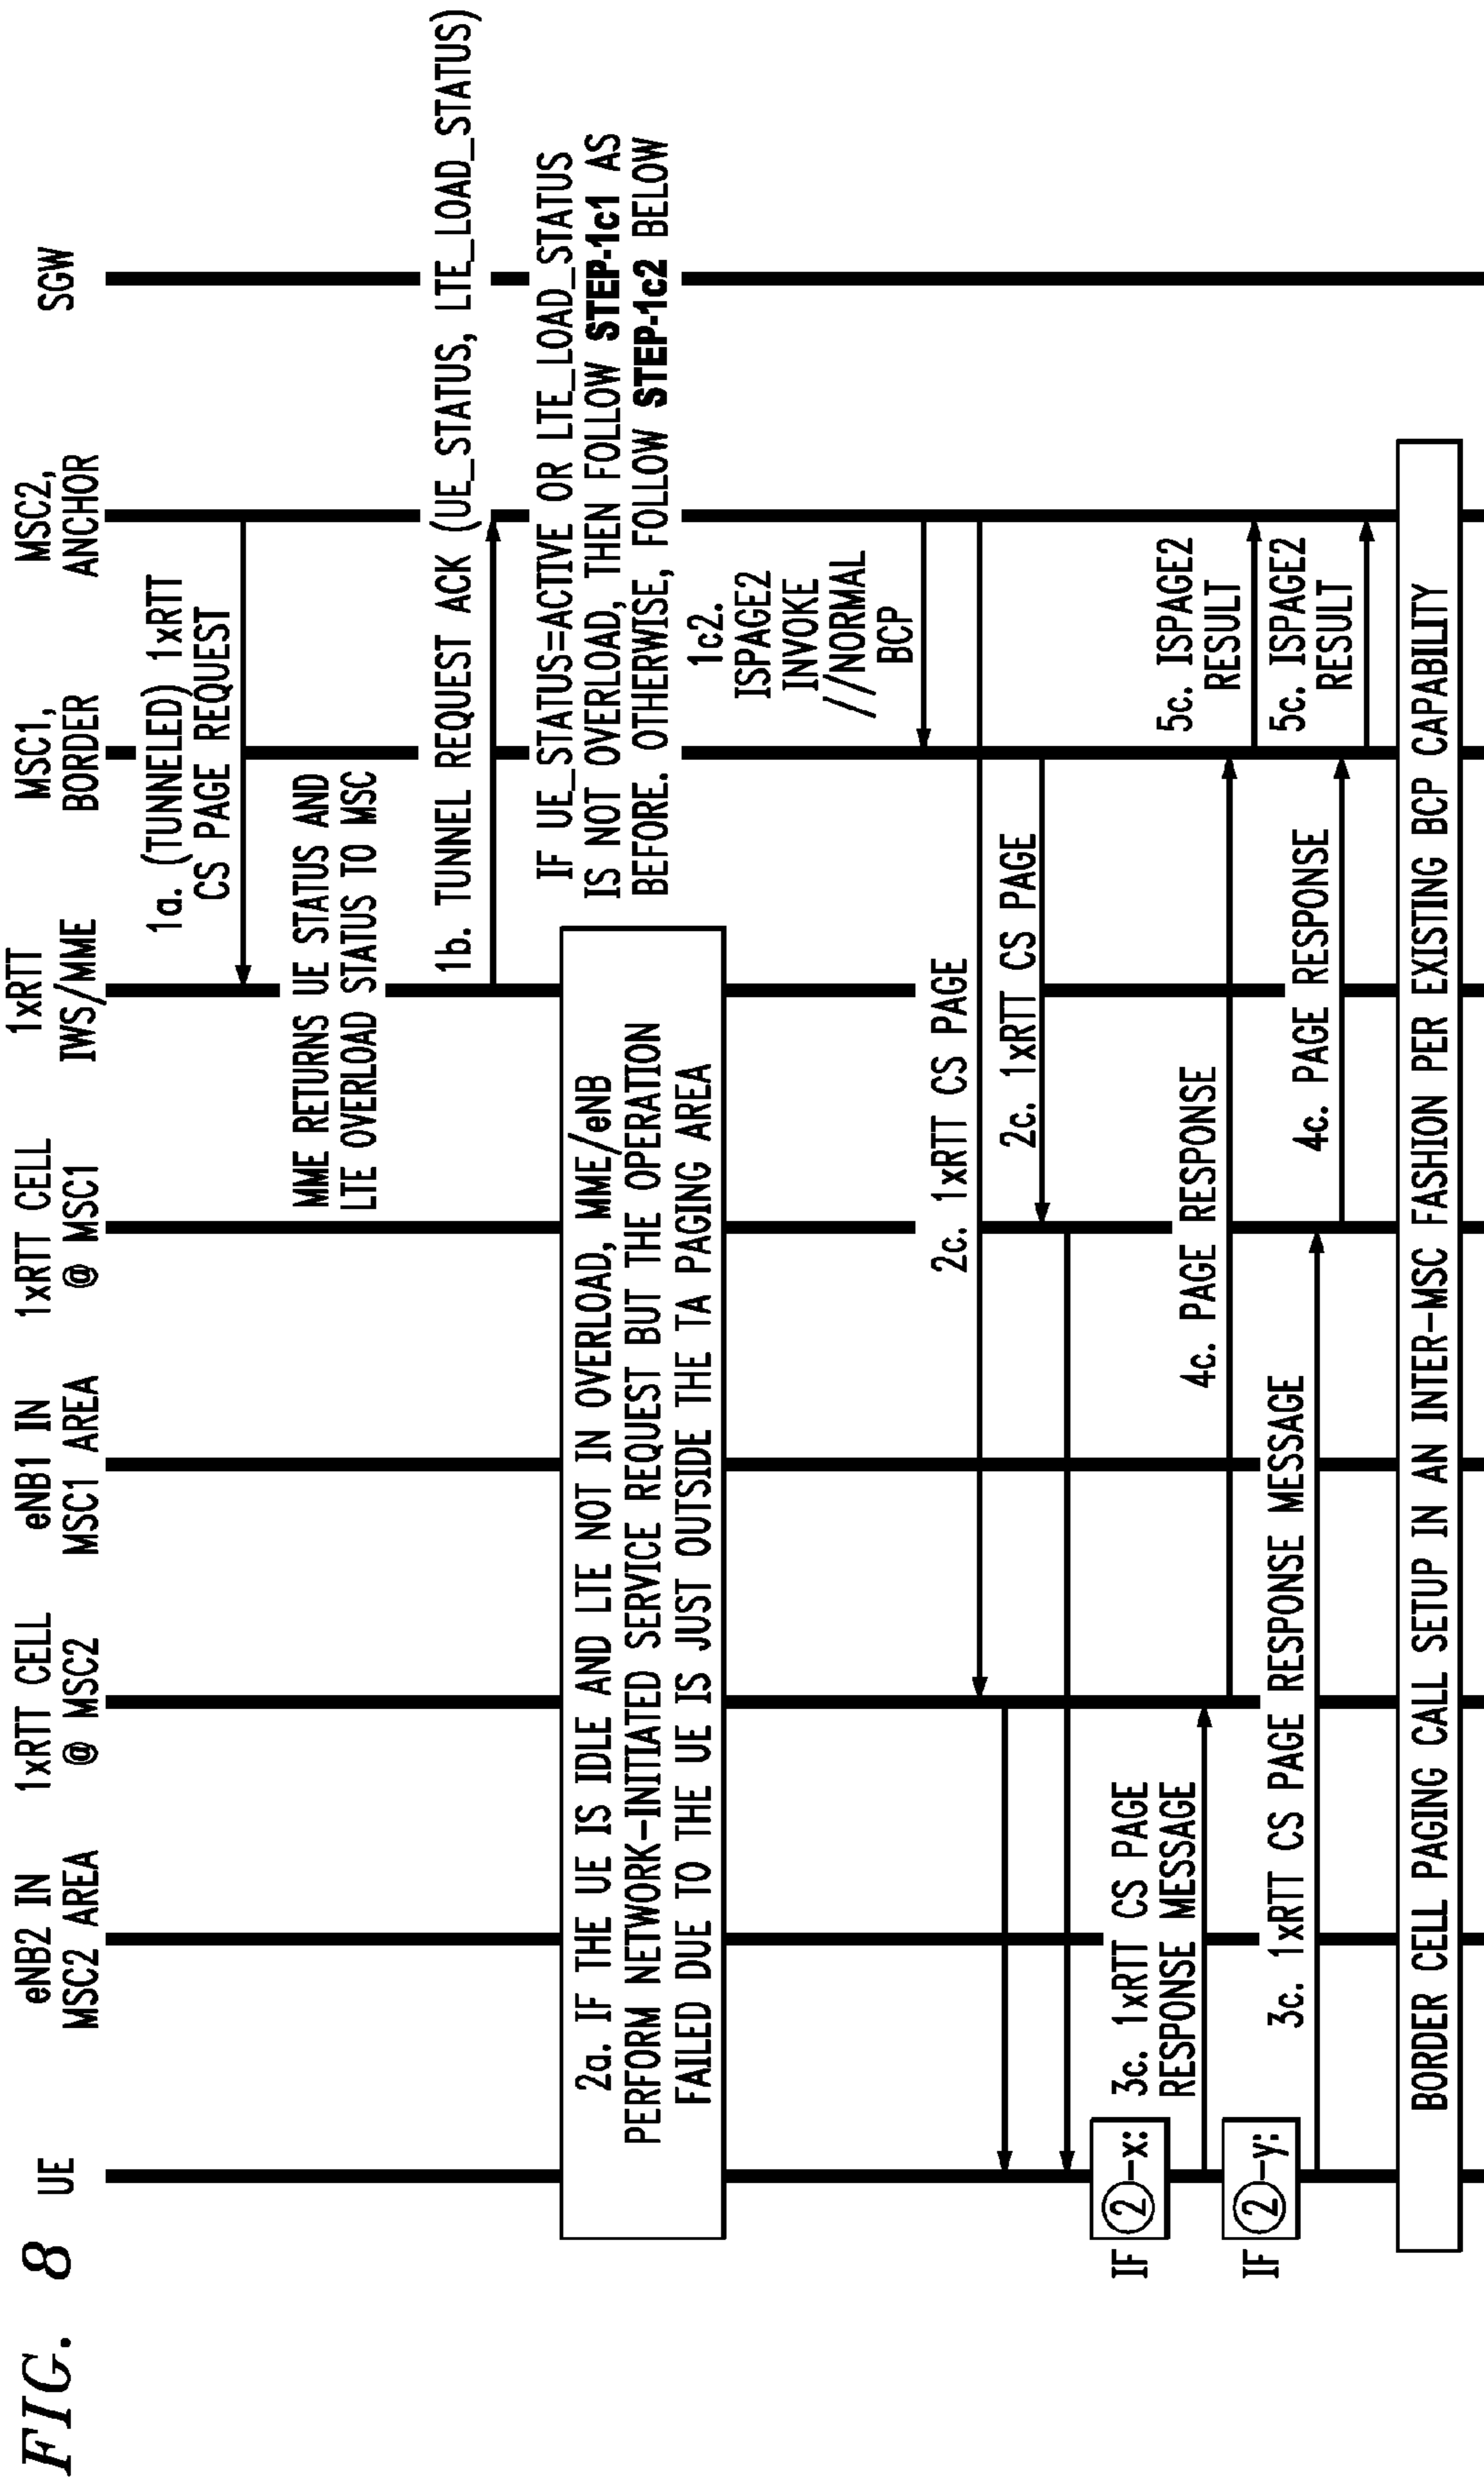 FIG. 8
UE
eNB2 IN
MSC2 AREA
1xRTT CELL
@ MSC2
eNB1 IN
MSC1 AREA
1xRTT CELL
@ MSC1
1xRTT
IWS/MME
MSC1,
BORDER
MSC2,
ANCHOR
SGW
1a. (TUNNELED) 1xRTT
CS PAGE REQUEST
MME RETURNS UE STATUS AND
LTE OVERLOAD STATUS TO MSC
1b. TUNNEL REQUEST ACK (UE_STATUS, LTE_LOAD_STATUS)
IF UE_STATUS=ACTIVE OR LTE_LOAD_STATUS
IS NOT OVERLOAD, THEN FOLLOW STEP-1c1 AS
BEFORE. OTHERWISE, FOLLOW STEP-1c2 BELOW
2a. IF THE UE IS IDLE AND LTE NOT IN OVERLOAD, MME/eNB
PERFORM NETWORK-INITIATED SERVICE REQUEST BUT THE OPERATION
FAILED DUE TO THE UE IS JUST OUTSIDE THE TA PAGING AREA
1c2.
ISPAGE2
INVOKE
//NORMAL
BCP
2c. 1xRTT CS PAGE
2c. 1xRTT CS PAGE
IF 2-x:
3c. 1xRTT CS PAGE
RESPONSE MESSAGE
4c. PAGE RESPONSE
5c. ISPAGE2
RESULT
IF 2-y:
3c. 1xRTT CS PAGE RESPONSE MESSAGE
4c. PAGE RESPONSE
5c. ISPAGE2
RESULT
BORDER CELL PAGING CALL SETUP IN AN INTER-MSC FASHION PER EXISTING BCP CAPABILITY